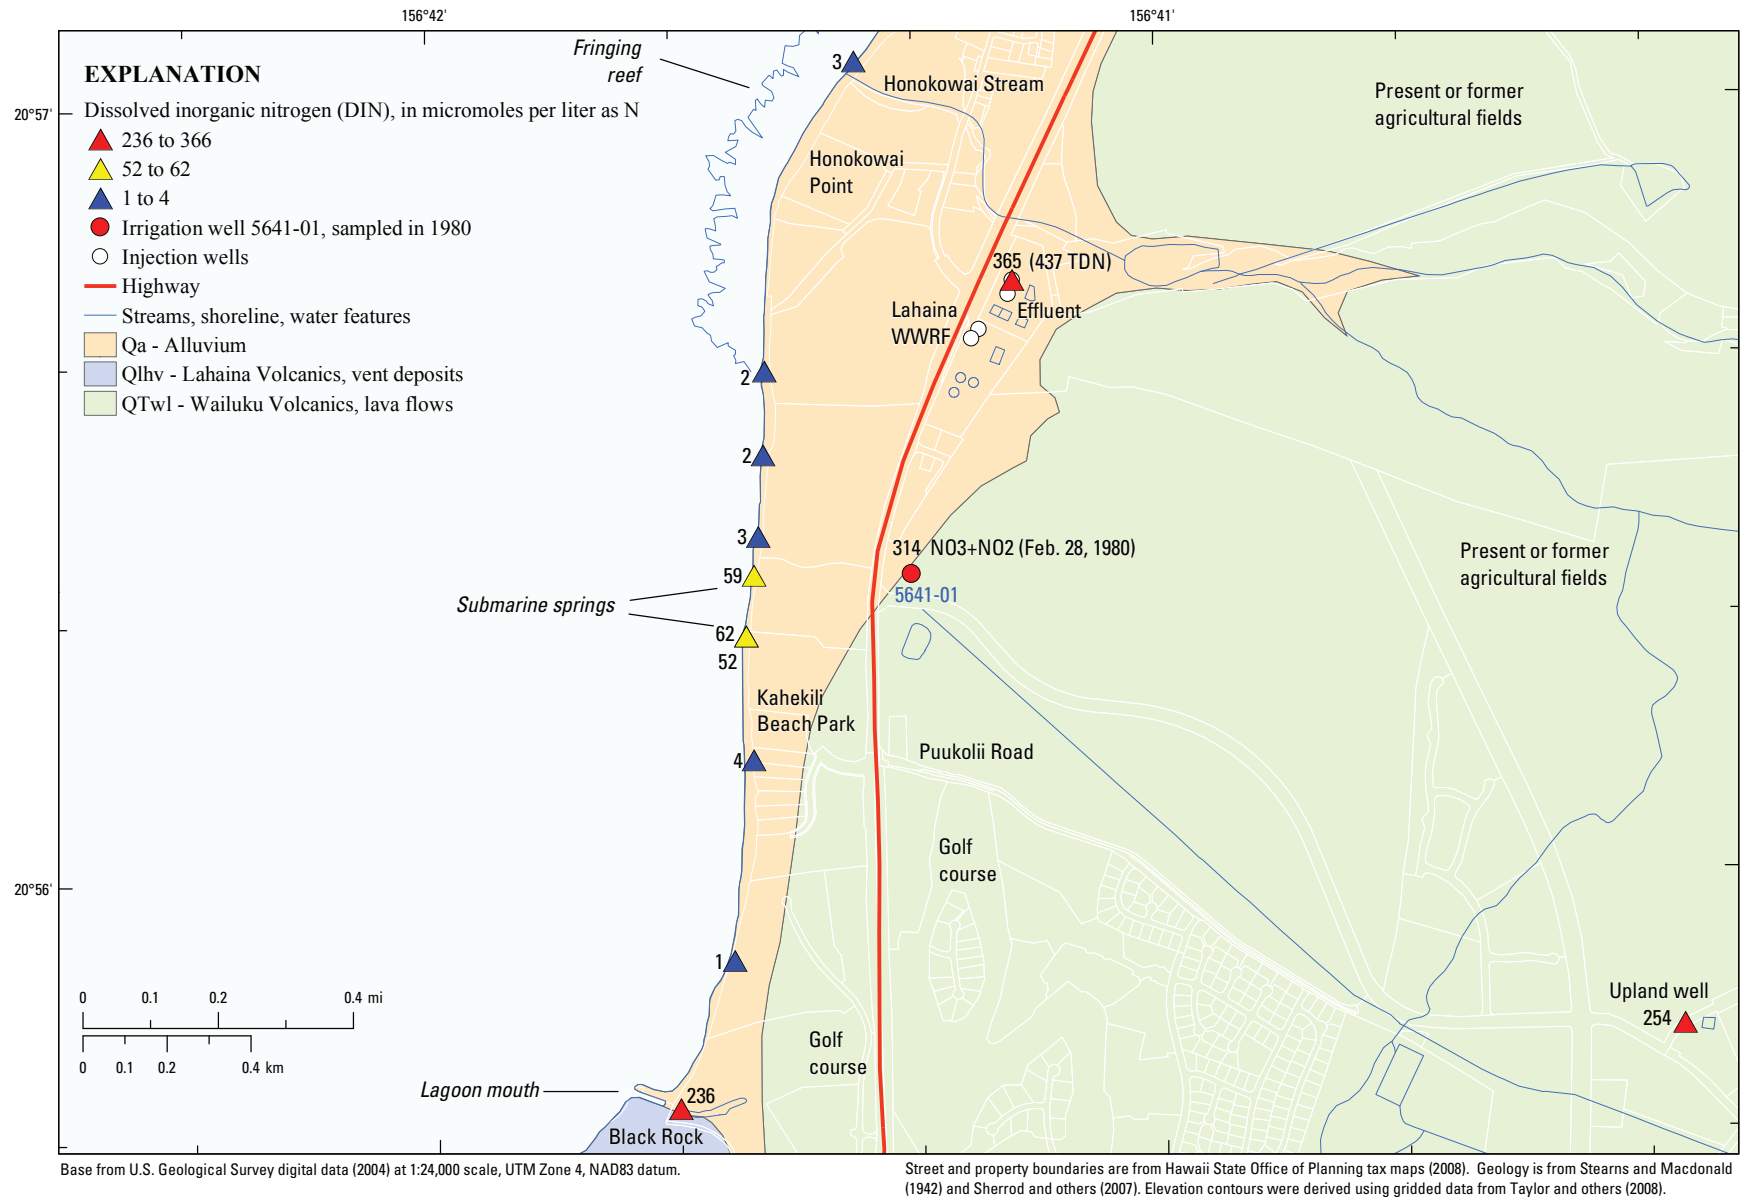 156°42'
156°41'
20°57'
20°56'
EXPLANATION
Dissolved inorganic nitrogen (DIN), in micromoles per liter as N
236 to 366
52 to 62
1 to 4
Irrigation well 5641-01, sampled in 1980
Injection wells
Highway
Streams, shoreline, water features
Qa - Alluvium
Qlhv - Lahaina Volcanics, vent deposits
QTwl - Wailuku Volcanics, lava flows
Fringing
reef
3
Honokowai Stream
Present or former
agricultural fields
Honokowai
Point
365 (437 TDN)
Effluent
Lahaina
WWRF
2
2
3
314 NO3+NO2 (Feb. 28, 1980)
5641-01
Present or former
agricultural fields
59
Submarine springs
62
52
Kahekili
Beach Park
Puukolii Road
4
Golf
course
1
Upland well
254
Golf
course
0 0.1 0.2 0.4 mi
0 0.1 0.2 0.4 km
Lagoon mouth
236
Black Rock
Base from U.S. Geological Survey digital data (2004) at 1:24,000 scale, UTM Zone 4, NAD83 datum.
Street and property boundaries are from Hawaii State Office of Planning tax maps (2008). Geology is from Stearns and Macdonald
(1942) and Sherrod and others (2007). Elevation contours were derived using gridded data from Taylor and others (2008).